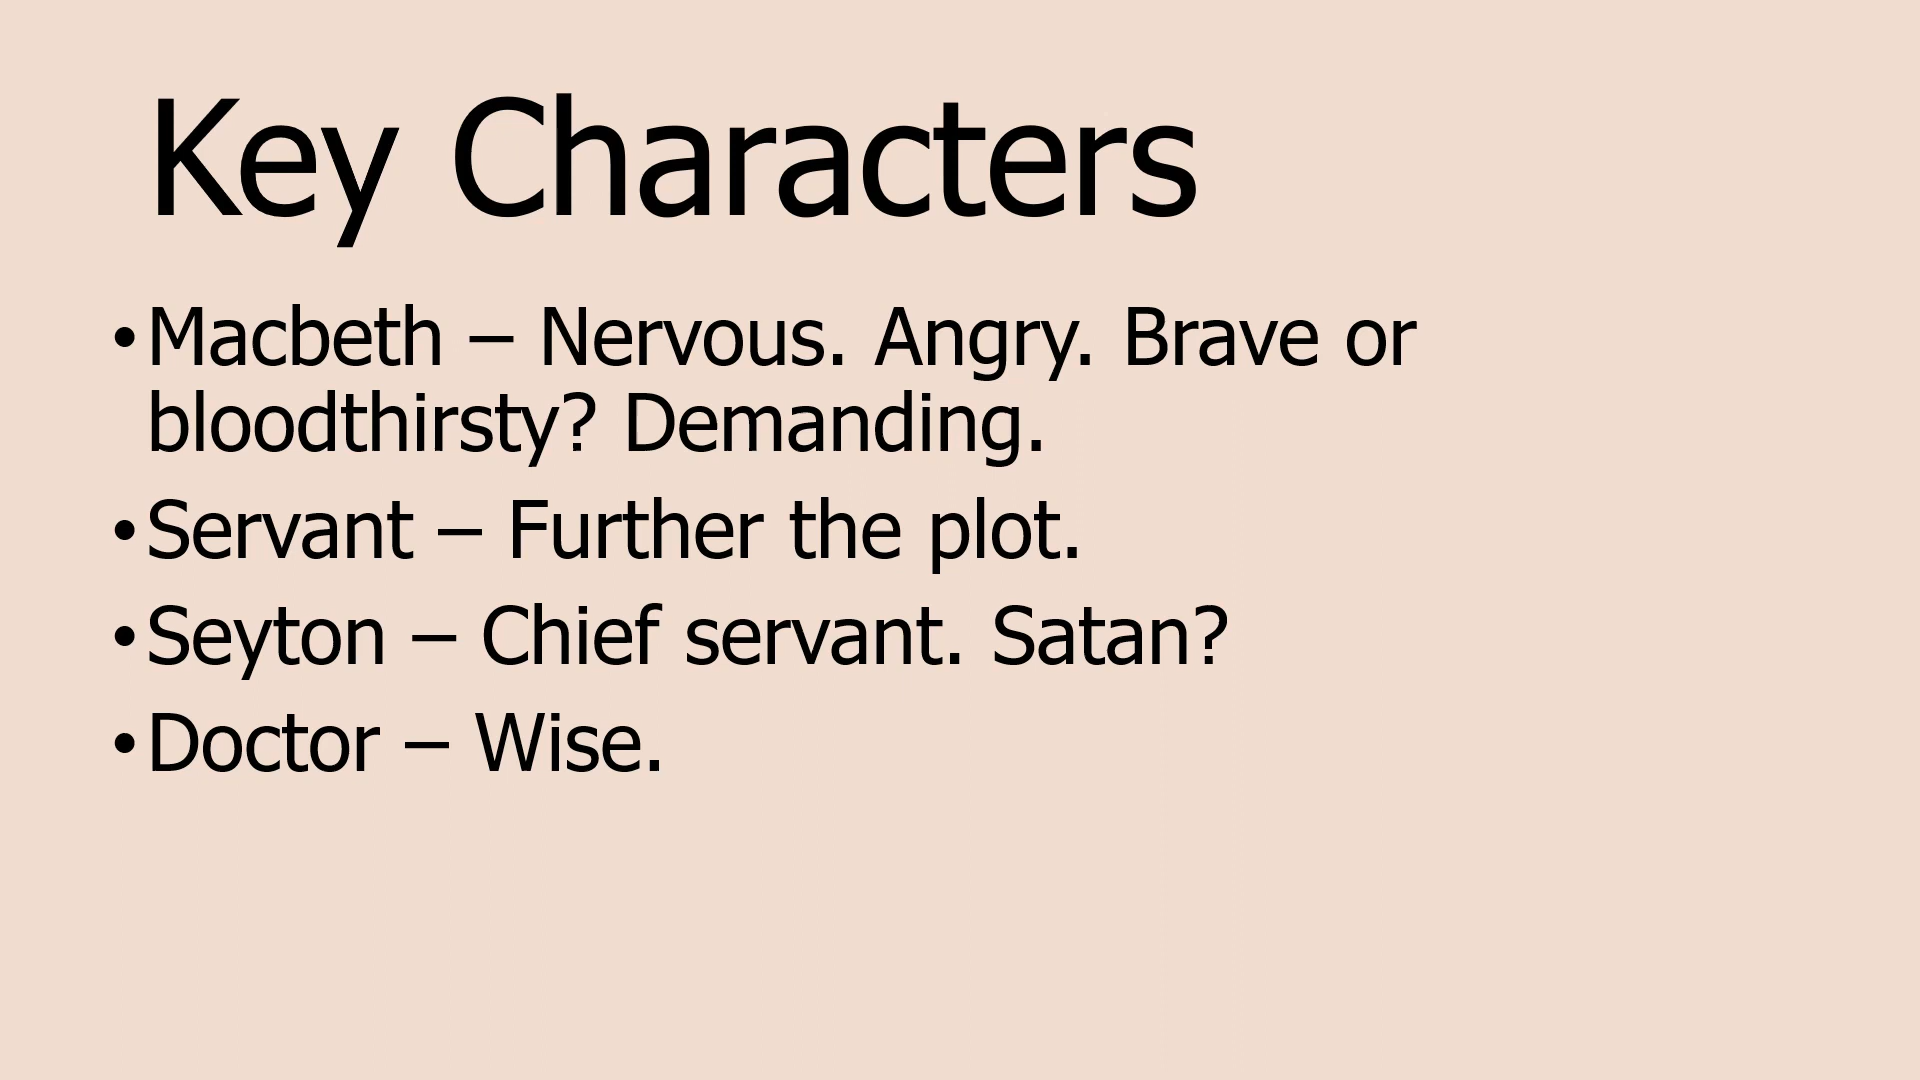 Key Characters
•Macbeth – Nervous. Angry. Brave or
bloodthirsty? Demanding.
•Servant – Further the plot.
•Seyton – Chief servant. Satan?
•Doctor – Wise.